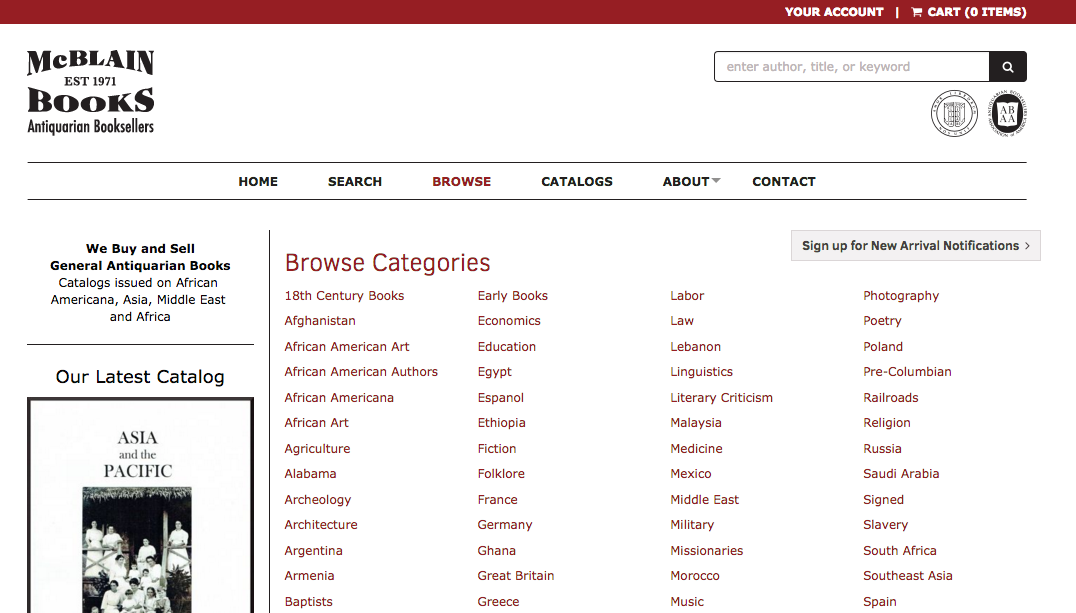 YOUR ACCOUNT | CART (0 ITEMS)
McBLAIN
EST 1971
BOOKS
Antiquarian Booksellers
enter author, title, or keyword
AB
AA
HOME SEARCH BROWSE CATALOGS ABOUT CONTACT
We Buy and Sell
General Antiquarian Books
Catalogs issued on African
Americana, Asia, Middle East
and Africa
Our Latest Catalog
ASIA
and the
PACIFIC
Sign up for New Arrival Notifications >
Browse Categories
18th Century Books
Afghanistan
African American Art
African American Authors
African Americana
African Art
Agriculture
Alabama
Archeology
Architecture
Argentina
Armenia
Baptists
Early Books
Economics
Education
Egypt
Espanol
Ethiopia
Fiction
Folklore
France
Germany
Ghana
Great Britain
Greece
Labor
Law
Lebanon
Linguistics
Literary Criticism
Malaysia
Medicine
Mexico
Middle East
Military
Missionaries
Morocco
Music
Photography
Poetry
Poland
Pre-Columbian
Railroads
Religion
Russia
Saudi Arabia
Signed
Slavery
South Africa
Southeast Asia
Spain